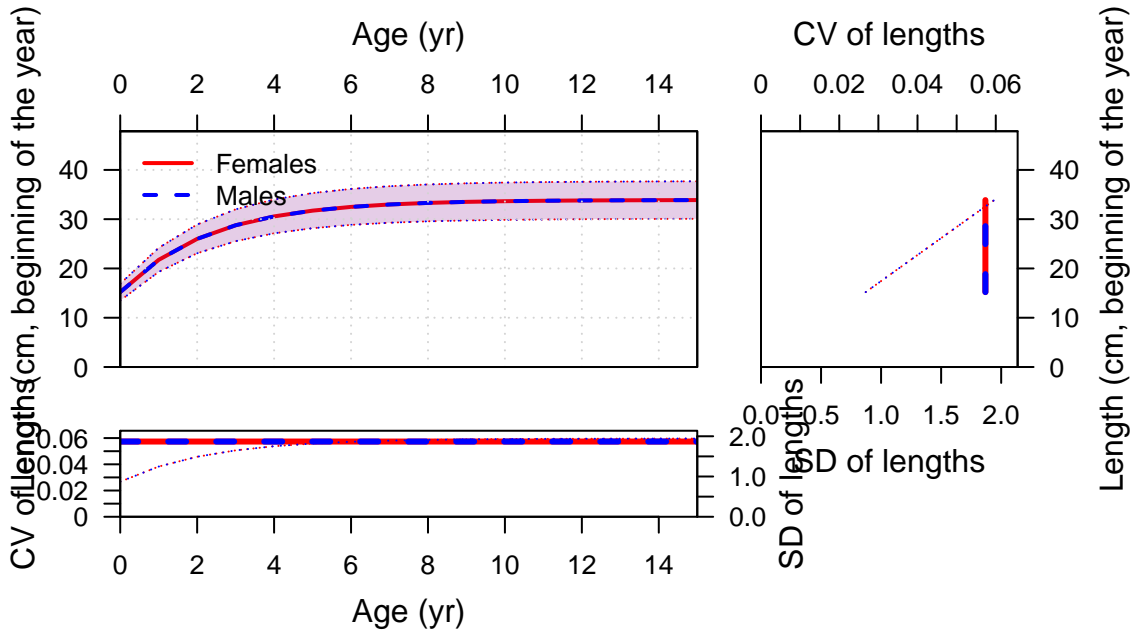 Age (yr)
CV of lengths
0 2 4 6 8 10 12 14
0 0.02 0.04 0.06
Length (cm, beginning of the year)
0 10 20 30 40
Females
Males
0 10 20 30 40
Length (cm, beginning of the year)
0.0 0.5 1.0 1.5 2.0
SD of lengths
CV of lengths
0 0.02 0.04 0.06
0.0 1.0 2.0
SD of lengths
0 2 4 6 8 10 12 14
Age (yr)